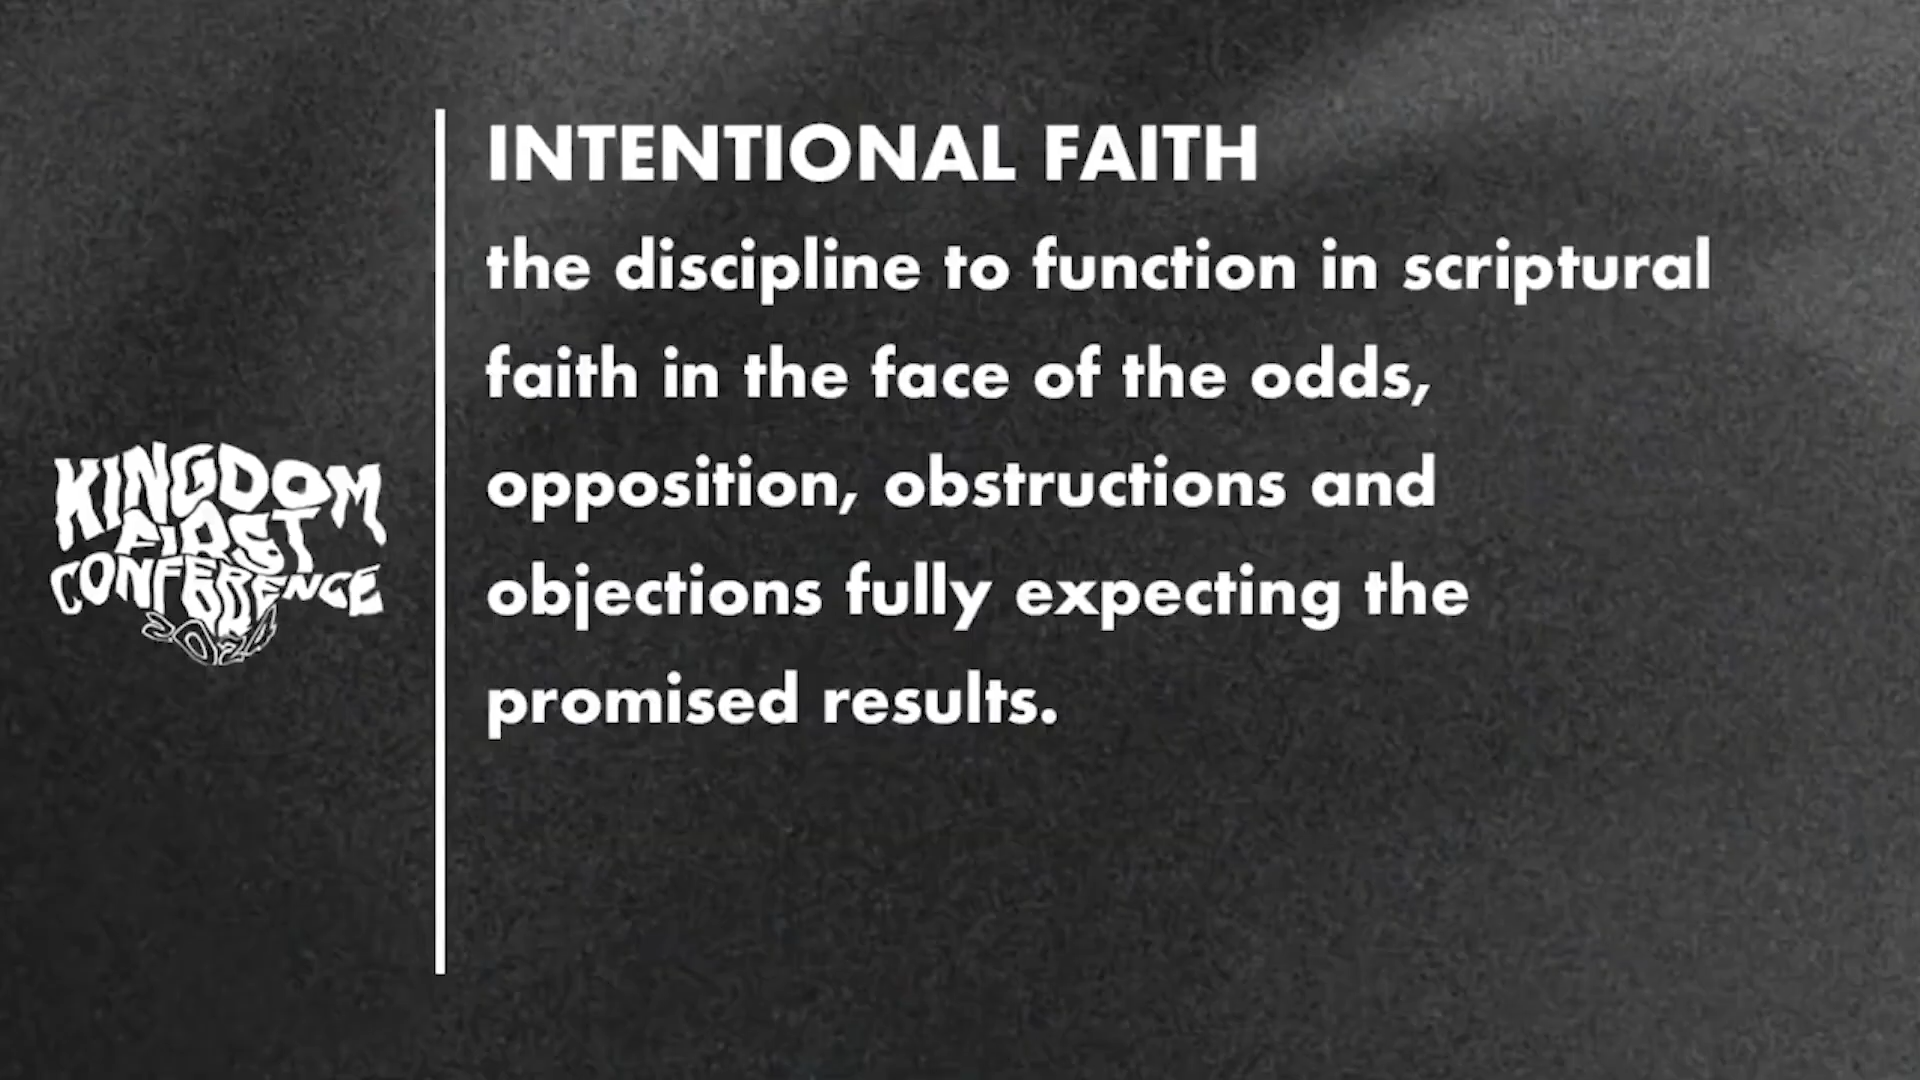 INTENTIONAL FAITH
the discipline to function in scriptural
faith in the face of the odds,
opposition, obstructions and
objections fully expecting the
promised results.
KINGDOM
FIRST
CONFERENCE